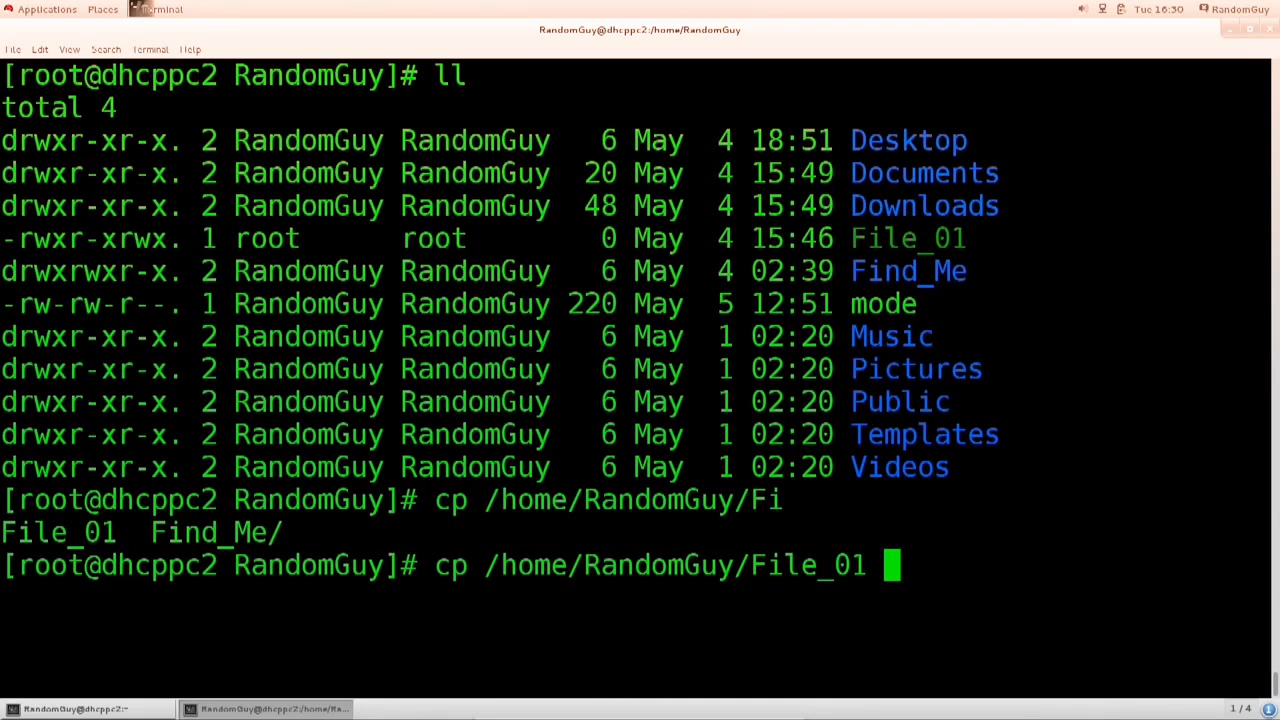 Applications Places Terminal Tue 16:30 RandomGuy
RandomGuy@dhcppc2:/home/RandomGuy
File Edit View Search Terminal Help
[root@dhcppc2 RandomGuy]# ll
total 4
drwxr-xr-x. 2 RandomGuy RandomGuy 6 May 4 18:51 Desktop
drwxr-xr-x. 2 RandomGuy RandomGuy 20 May 4 15:49 Documents
drwxr-xr-x. 2 RandomGuy RandomGuy 48 May 4 15:49 Downloads
-rwxr-xrwx. 1 root root 0 May 4 15:46 File_01
drwxrwxr-x. 2 RandomGuy RandomGuy 6 May 4 02:39 Find_Me
-rw-rw-r--. 1 RandomGuy RandomGuy 220 May 5 12:51 mode
drwxr-xr-x. 2 RandomGuy RandomGuy 6 May 1 02:20 Music
drwxr-xr-x. 2 RandomGuy RandomGuy 6 May 1 02:20 Pictures
drwxr-xr-x. 2 RandomGuy RandomGuy 6 May 1 02:20 Public
drwxr-xr-x. 2 RandomGuy RandomGuy 6 May 1 02:20 Templates
drwxr-xr-x. 2 RandomGuy RandomGuy 6 May 1 02:20 Videos
[root@dhcppc2 RandomGuy]# cp /home/RandomGuy/Fi
File_01 Find_Me/
[root@dhcppc2 RandomGuy]# cp /home/RandomGuy/File_01
RandomGuy@dhcppc2:~ RandomGuy@dhcppc2:/home/Ra... 1 / 4